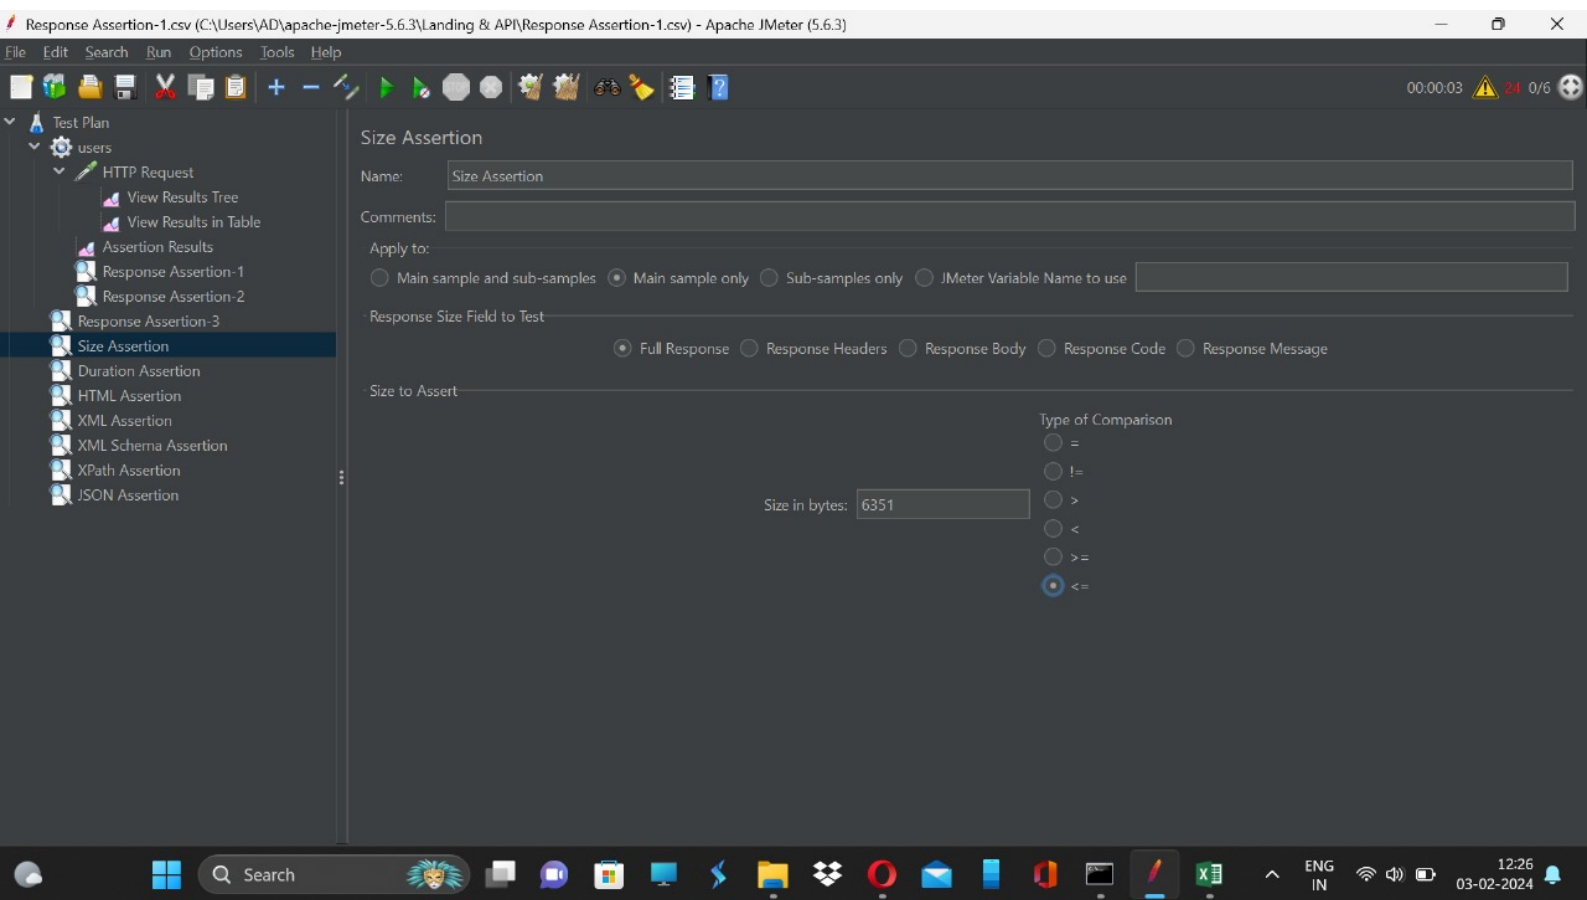 Response Assertion-1.csv (C:\Users\AD\apache-jmeter-5.6.3\Landing & API\Response Assertion-1.csv) - Apache JMeter (5.6.3)
File Edit Search Run Options Tools Help
STOP
00:00:03 24 0/6
Test Plan
users
HTTP Request
View Results Tree
View Results in Table
Assertion Results
Response Assertion-1
Response Assertion-2
Response Assertion-3
Size Assertion
Duration Assertion
HTML Assertion
XML Assertion
XML Schema Assertion
XPath Assertion
JSON Assertion
Size Assertion
Name: Size Assertion
Comments:
Apply to:
Main sample and sub-samples Main sample only Sub-samples only JMeter Variable Name to use
Response Size Field to Test
Full Response Response Headers Response Body Response Code Response Message
Size to Assert
Type of Comparison
=
!=
>
Size in bytes: 6351
<
>=
<=
Search
ENG
IN
12:26
03-02-2024